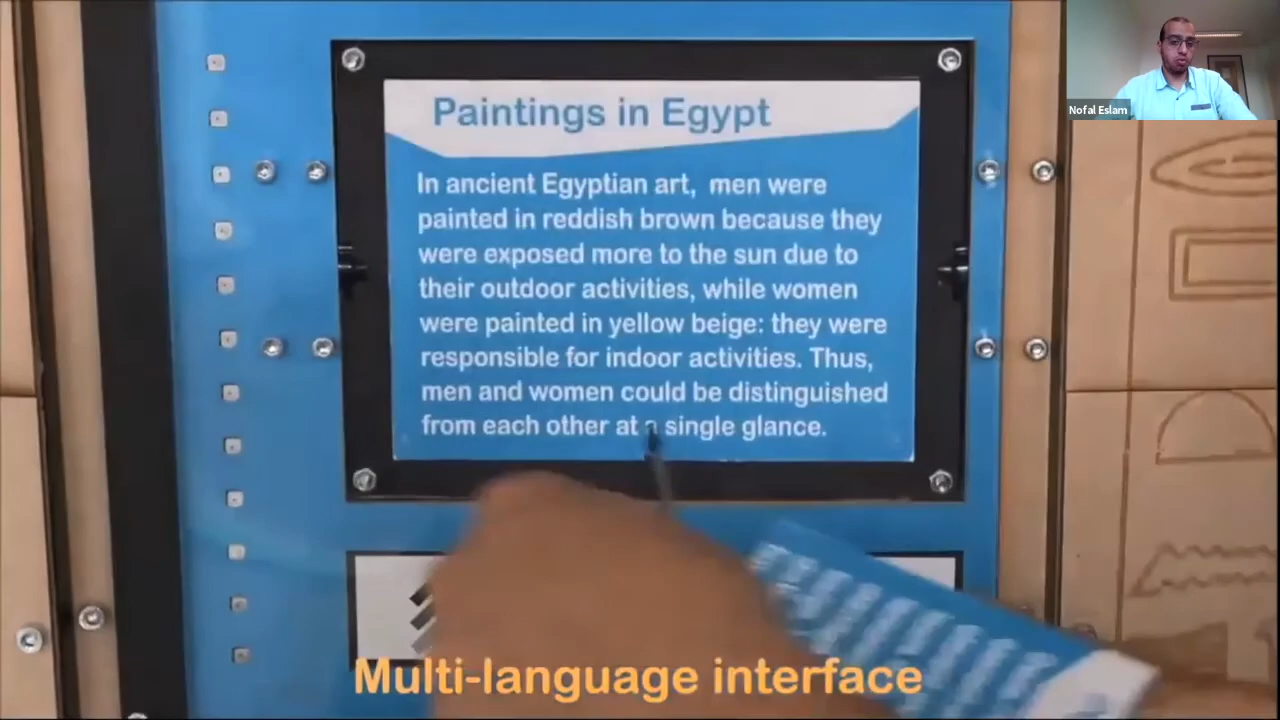 Nofal Eslam
Paintings in Egypt
In ancient Egyptian art, men were
painted in reddish brown because they
were exposed more to the sun due to
their outdoor activities, while women
were painted in yellow beige: they were
responsible for indoor activities. Thus,
men and women could be distinguished
from each other at a single glance.
Multi-language interface